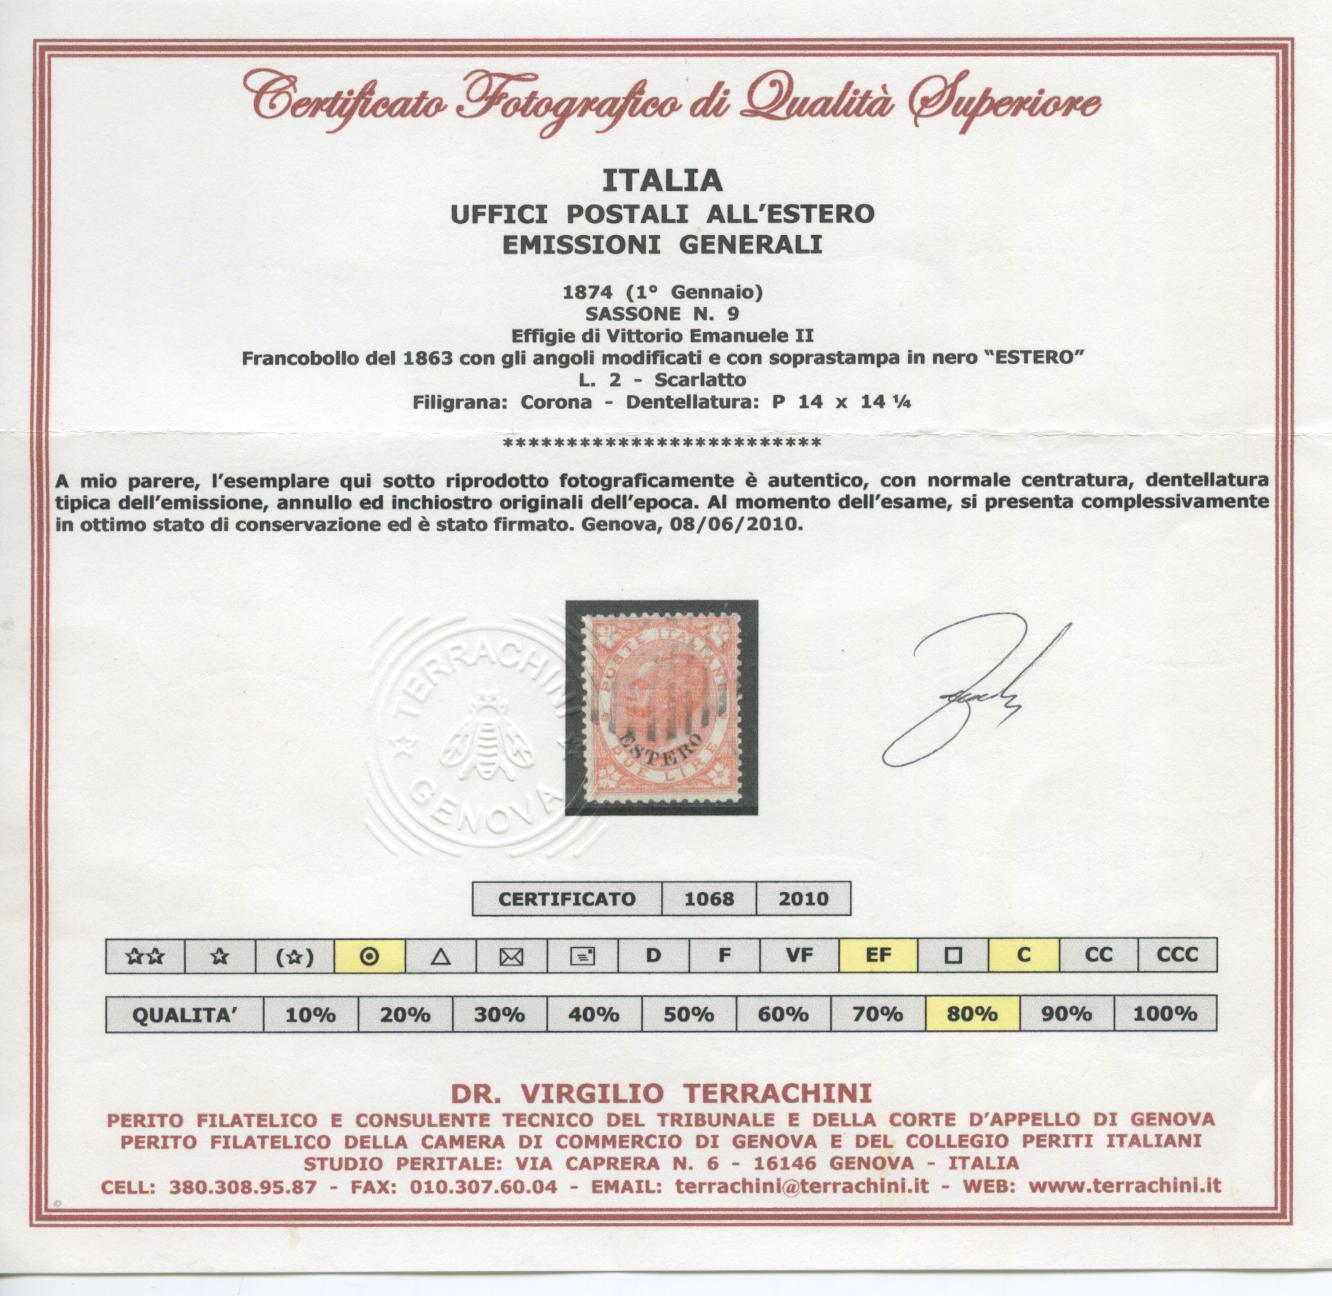 Certificato Fotografico di Qualità Superiore
ITALIA
UFFICI POSTALI ALL'ESTERO
EMISSIONI GENERALI
1874 (1° Gennaio)
SASSONE N. 9
Effigie di Vittorio Emanuele II
Francobollo del 1863 con gli angoli modificati e con soprastampa in nero "ESTERO"
L. 2 - Scarlatto
Filigrana: Corona - Dentellatura: P 14 x 14 ¼
*************************
A mio parere, l'esemplare qui sotto riprodotto fotograficamente è autentico, con normale centratura, dentellatura
tipica dell'emissione, annullo ed inchiostro originali dell'epoca. Al momento dell'esame, si presenta complessivamente
in ottimo stato di conservazione ed è stato firmato. Genova, 08/06/2010.
TERRACHINI
GENOVA
POSTE ITALIANE
ESTERO
DUE LIRE
CERTIFICATO 1068 2010
☆☆ ☆ (☆) ⊙ △ ✉ D F VF EF □ C CC CCC
QUALITA' 10% 20% 30% 40% 50% 60% 70% 80% 90% 100%
DR. VIRGILIO TERRACHINI
PERITO FILATELICO E CONSULENTE TECNICO DEL TRIBUNALE E DELLA CORTE D'APPELLO DI GENOVA
PERITO FILATELICO DELLA CAMERA DI COMMERCIO DI GENOVA E DEL COLLEGIO PERITI ITALIANI
STUDIO PERITALE: VIA CAPRERA N. 6 - 16146 GENOVA - ITALIA
CELL: 380.308.95.87 - FAX: 010.307.60.04 - EMAIL: terrachini@terrachini.it - WEB: www.terrachini.it
©